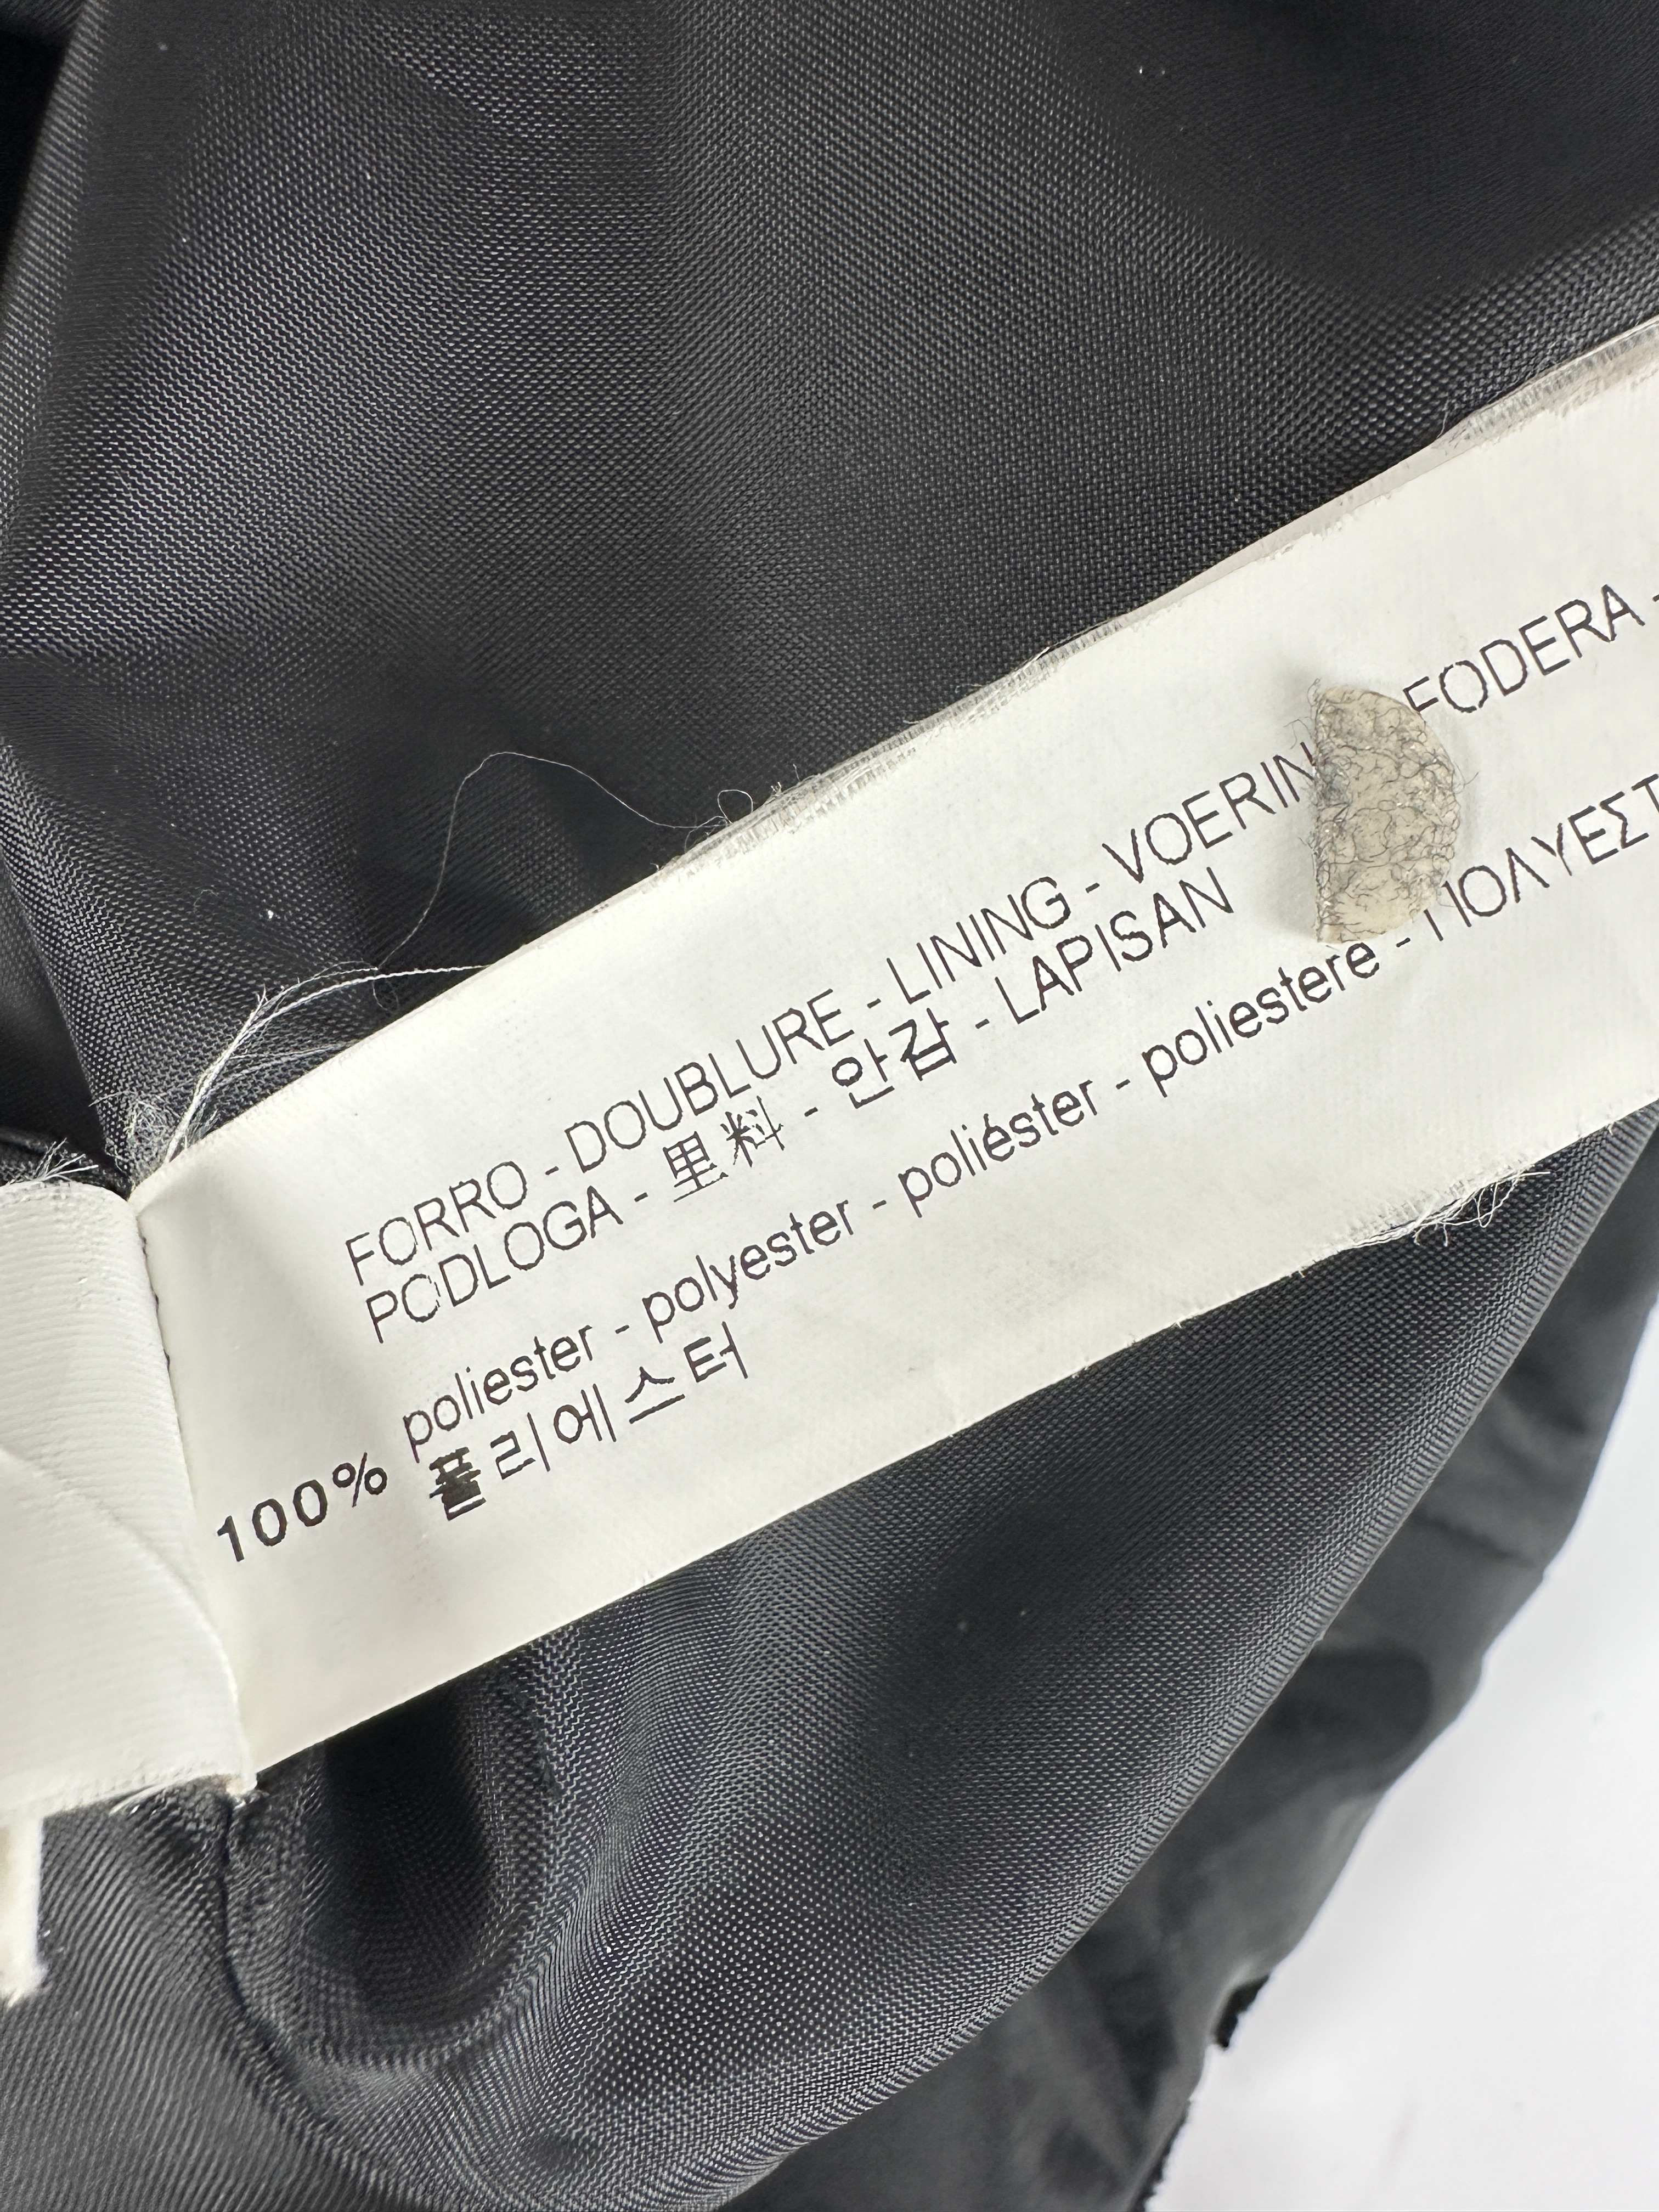 FORRO - DOUBLURE - LINING - VOERIN FODERA -
PODLOGA - 里料 - 안감 - LAPISAN
100% poliester - polyester - poliéster - poliestere - ΠΟΛΥΕΣΤ
폴리에스터